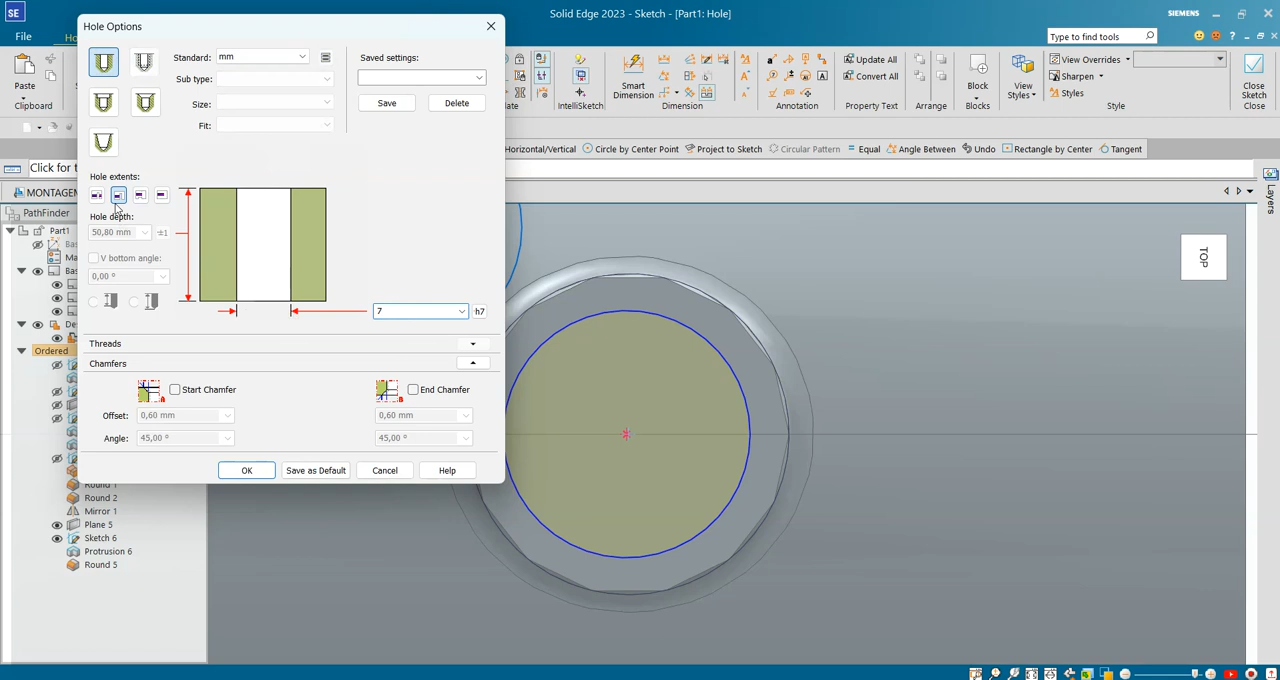 SE
Solid Edge 2023 - Sketch - [Part1: Hole]
SIEMENS
File
Type to find tools
Paste
Clipboard
IntelliSketch
Smart
Dimension
Dimension
Annotation
Update All
Convert All
Property Text
Arrange
Block
Blocks
View
Styles
View Overrides
Sharpen
Styles
Style
Close
Sketch
Close
Horizontal/Vertical
Circle by Center Point
Project to Sketch
Circular Pattern
Equal
Angle Between
Undo
Rectangle by Center
Tangent
Click for t
MONTAGEM
PathFinder
Part1
Ordered
Round 1
Round 2
Mirror 1
Plane 5
Sketch 6
Protrusion 6
Round 5
Hole Options
Standard:
mm
Sub type:
Size:
Fit:
Saved settings:
Save
Delete
Hole extents:
Hole depth:
50,80 mm
±1
V bottom angle:
0,00 º
7
h7
Threads
Chamfers
Start Chamfer
End Chamfer
Offset:
0,60 mm
0,60 mm
Angle:
45,00 º
45,00 º
OK
Save as Default
Cancel
Help
TOP
Layers